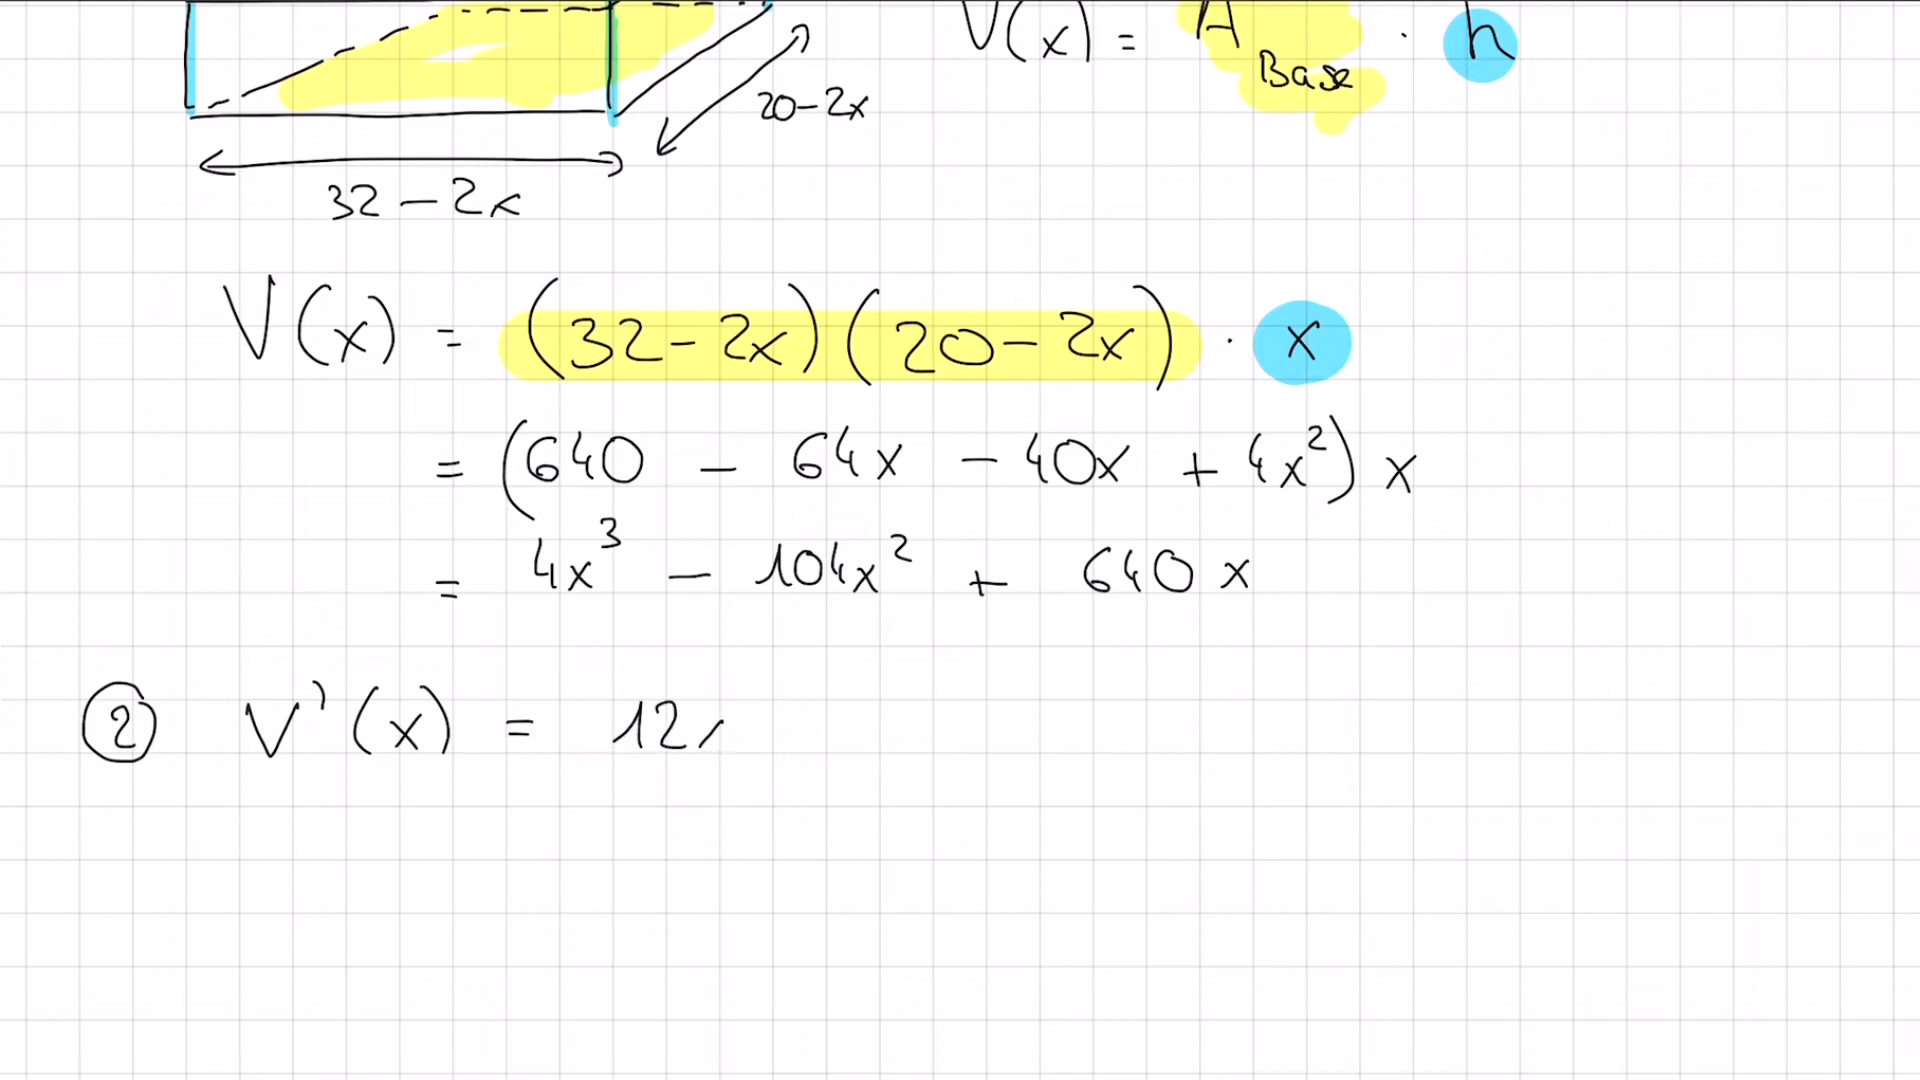 V(x) = A Base · h
20-2x
32-2x
V(x) = (32-2x)(20-2x) · x
= (640 - 64x - 40x + 4x²) x
= 4x³ - 104x² + 640x
② V'(x) = 12